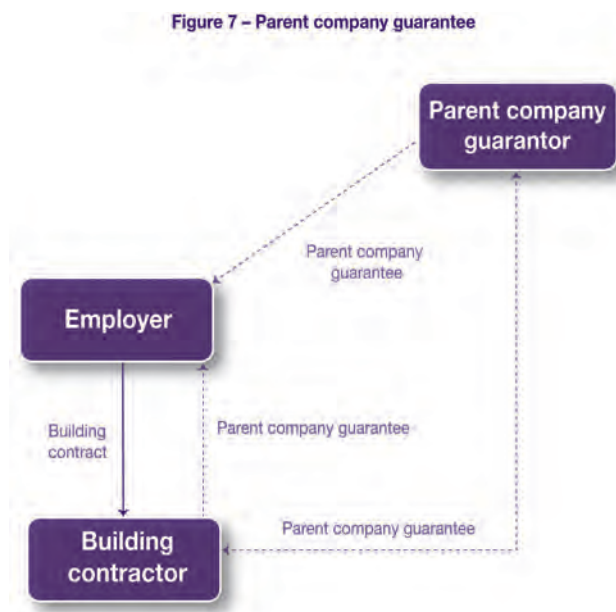 Figure 7 – Parent company guarantee
Parent company
guarantor
Parent company
guarantee
Employer
Building
contract
Parent company guarantee
Parent company guarantee
Building
contractor